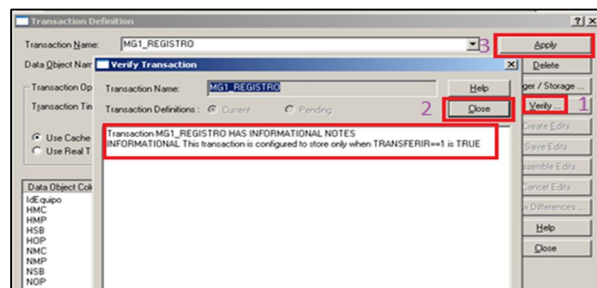 Transaction Definition
Transaction Name: MG1_REGISTRO 3 Apply
Data Object Nam Verify Transaction Delete
Transaction Op Transaction Name: MG1_REGISTRO Help ger / Storage ...
Transaction Tin Transaction Definitions: Current Pending 2 Close Verify ... 1
Use Cache Transaction MG1_REGISTRO HAS INFORMATIONAL NOTES Create Edits
Use Real T INFORMATIONAL This transaction is configured to store only when TRANSFERIR==1 is TRUE Save Edits
ssemble Edits
Data Object Colu Cancel Edits
IdEquipo w Differences ...
HMC
HMP Help
HSB
HOP Close
NMC
NMP
NSB
NOP